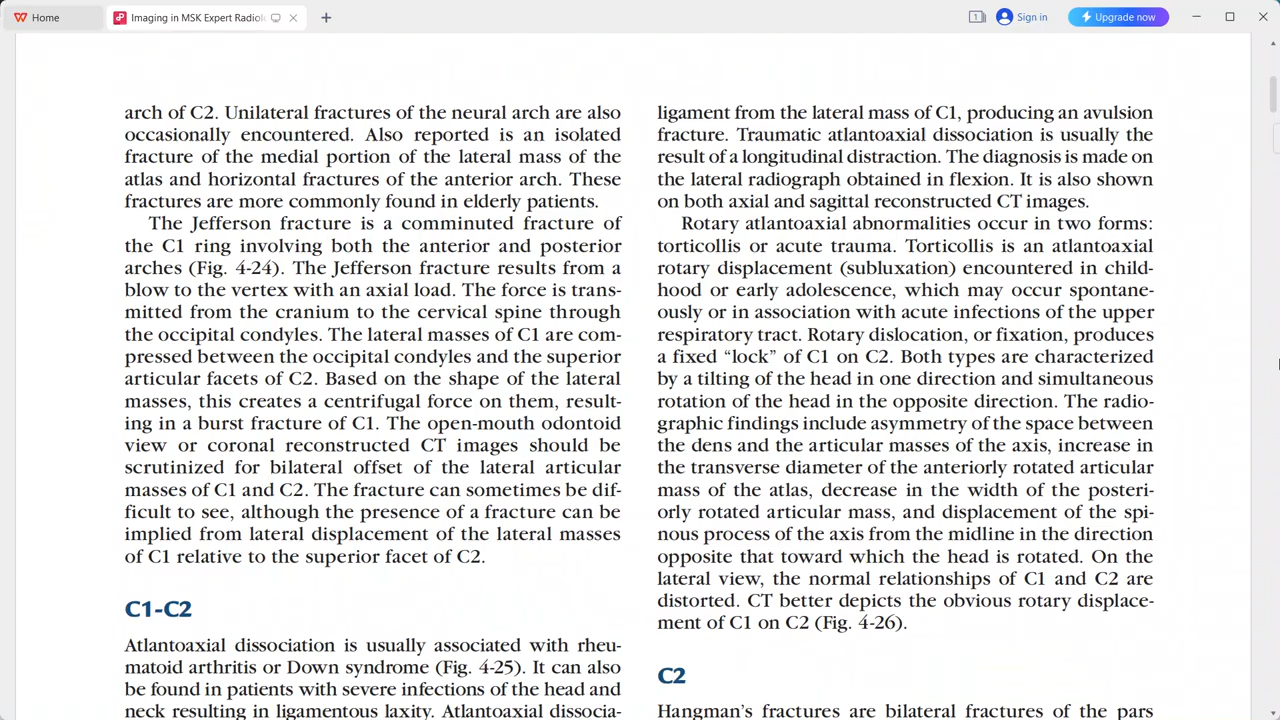 Home
Imaging in MSK Expert Radiol
1
Sign in
Upgrade now
arch of C2. Unilateral fractures of the neural arch are also
occasionally encountered. Also reported is an isolated
fracture of the medial portion of the lateral mass of the
atlas and horizontal fractures of the anterior arch. These
fractures are more commonly found in elderly patients.
The Jefferson fracture is a comminuted fracture of
the C1 ring involving both the anterior and posterior
arches (Fig. 4-24). The Jefferson fracture results from a
blow to the vertex with an axial load. The force is trans-
mitted from the cranium to the cervical spine through
the occipital condyles. The lateral masses of C1 are com-
pressed between the occipital condyles and the superior
articular facets of C2. Based on the shape of the lateral
masses, this creates a centrifugal force on them, result-
ing in a burst fracture of C1. The open-mouth odontoid
view or coronal reconstructed CT images should be
scrutinized for bilateral offset of the lateral articular
masses of C1 and C2. The fracture can sometimes be dif-
ficult to see, although the presence of a fracture can be
implied from lateral displacement of the lateral masses
of C1 relative to the superior facet of C2.
C1-C2
Atlantoaxial dissociation is usually associated with rheu-
matoid arthritis or Down syndrome (Fig. 4-25). It can also
be found in patients with severe infections of the head and
neck resulting in ligamentous laxity. Atlantoaxial dissocia-
ligament from the lateral mass of C1, producing an avulsion
fracture. Traumatic atlantoaxial dissociation is usually the
result of a longitudinal distraction. The diagnosis is made on
the lateral radiograph obtained in flexion. It is also shown
on both axial and sagittal reconstructed CT images.
Rotary atlantoaxial abnormalities occur in two forms:
torticollis or acute trauma. Torticollis is an atlantoaxial
rotary displacement (subluxation) encountered in child-
hood or early adolescence, which may occur spontane-
ously or in association with acute infections of the upper
respiratory tract. Rotary dislocation, or fixation, produces
a fixed “lock” of C1 on C2. Both types are characterized
by a tilting of the head in one direction and simultaneous
rotation of the head in the opposite direction. The radio-
graphic findings include asymmetry of the space between
the dens and the articular masses of the axis, increase in
the transverse diameter of the anteriorly rotated articular
mass of the atlas, decrease in the width of the posteri-
orly rotated articular mass, and displacement of the spi-
nous process of the axis from the midline in the direction
opposite that toward which the head is rotated. On the
lateral view, the normal relationships of C1 and C2 are
distorted. CT better depicts the obvious rotary displace-
ment of C1 on C2 (Fig. 4-26).
C2
Hangman’s fractures are bilateral fractures of the pars